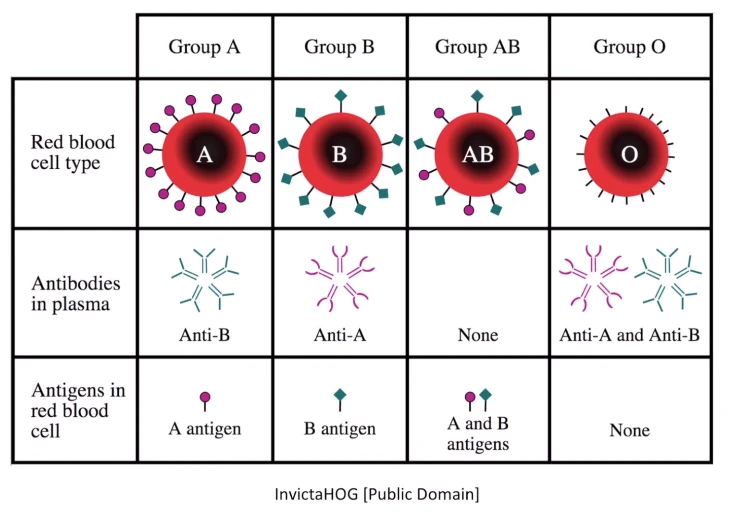 Group A
Group B
Group AB
Group O
Red blood
cell type
A
B
AB
O
Antibodies
in plasma
Anti-B
Anti-A
None
Anti-A and Anti-B
Antigens in
red blood
cell
A antigen
B antigen
A and B
antigens
None
InvictaHOG [Public Domain]